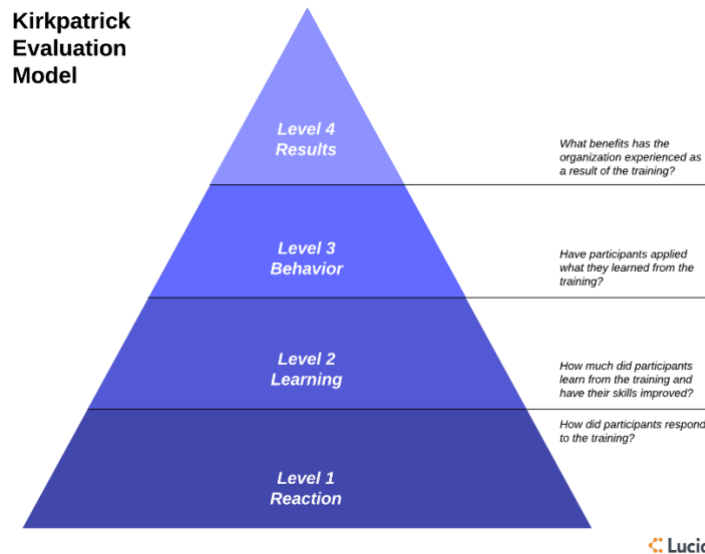 Kirkpatrick
Evaluation
Model
Level 4
Results
What benefits has the
organization experienced as
a result of the training?
Level 3
Behavior
Have participants applied
what they learned from the
training?
Level 2
Learning
How much did participants
learn from the training and
have their skills improved?
How did participants respond
to the training?
Level 1
Reaction
Lucid